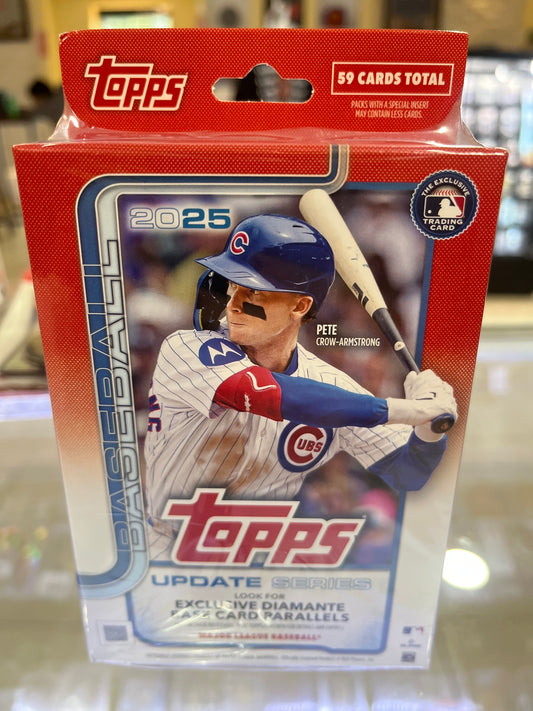 Topps
59 CARDS TOTAL
PACKS WITH A SPECIAL INSERT
MAY CONTAIN LESS CARDS.
THE EXCLUSIVE
TRADING CARD
2025
BASEBALL
C
PETE
CROW-ARMSTRONG
CUBS
Topps
UPDATE SERIES
LOOK FOR
EXCLUSIVE DIAMANTE
BASE CARD PARALLELS
MAJOR LEAGUE BASEBALL